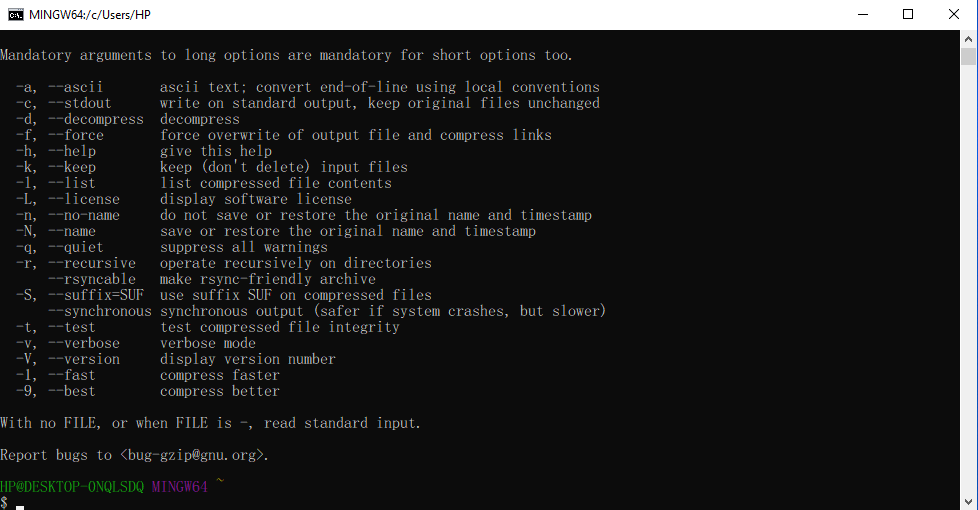 MINGW64:/c/Users/HP
Mandatory arguments to long options are mandatory for short options too.
-a, --ascii ascii text; convert end-of-line using local conventions
-c, --stdout write on standard output, keep original files unchanged
-d, --decompress decompress
-f, --force force overwrite of output file and compress links
-h, --help give this help
-k, --keep keep (don't delete) input files
-l, --list list compressed file contents
-L, --license display software license
-n, --no-name do not save or restore the original name and timestamp
-N, --name save or restore the original name and timestamp
-q, --quiet suppress all warnings
-r, --recursive operate recursively on directories
--rsyncable make rsync-friendly archive
-S, --suffix=SUF use suffix SUF on compressed files
--synchronous synchronous output (safer if system crashes, but slower)
-t, --test test compressed file integrity
-v, --verbose verbose mode
-V, --version display version number
-1, --fast compress faster
-9, --best compress better
With no FILE, or when FILE is -, read standard input.
Report bugs to <bug-gzip@gnu.org>.
HP@DESKTOP-0NQLSDQ MINGW64 ~
$